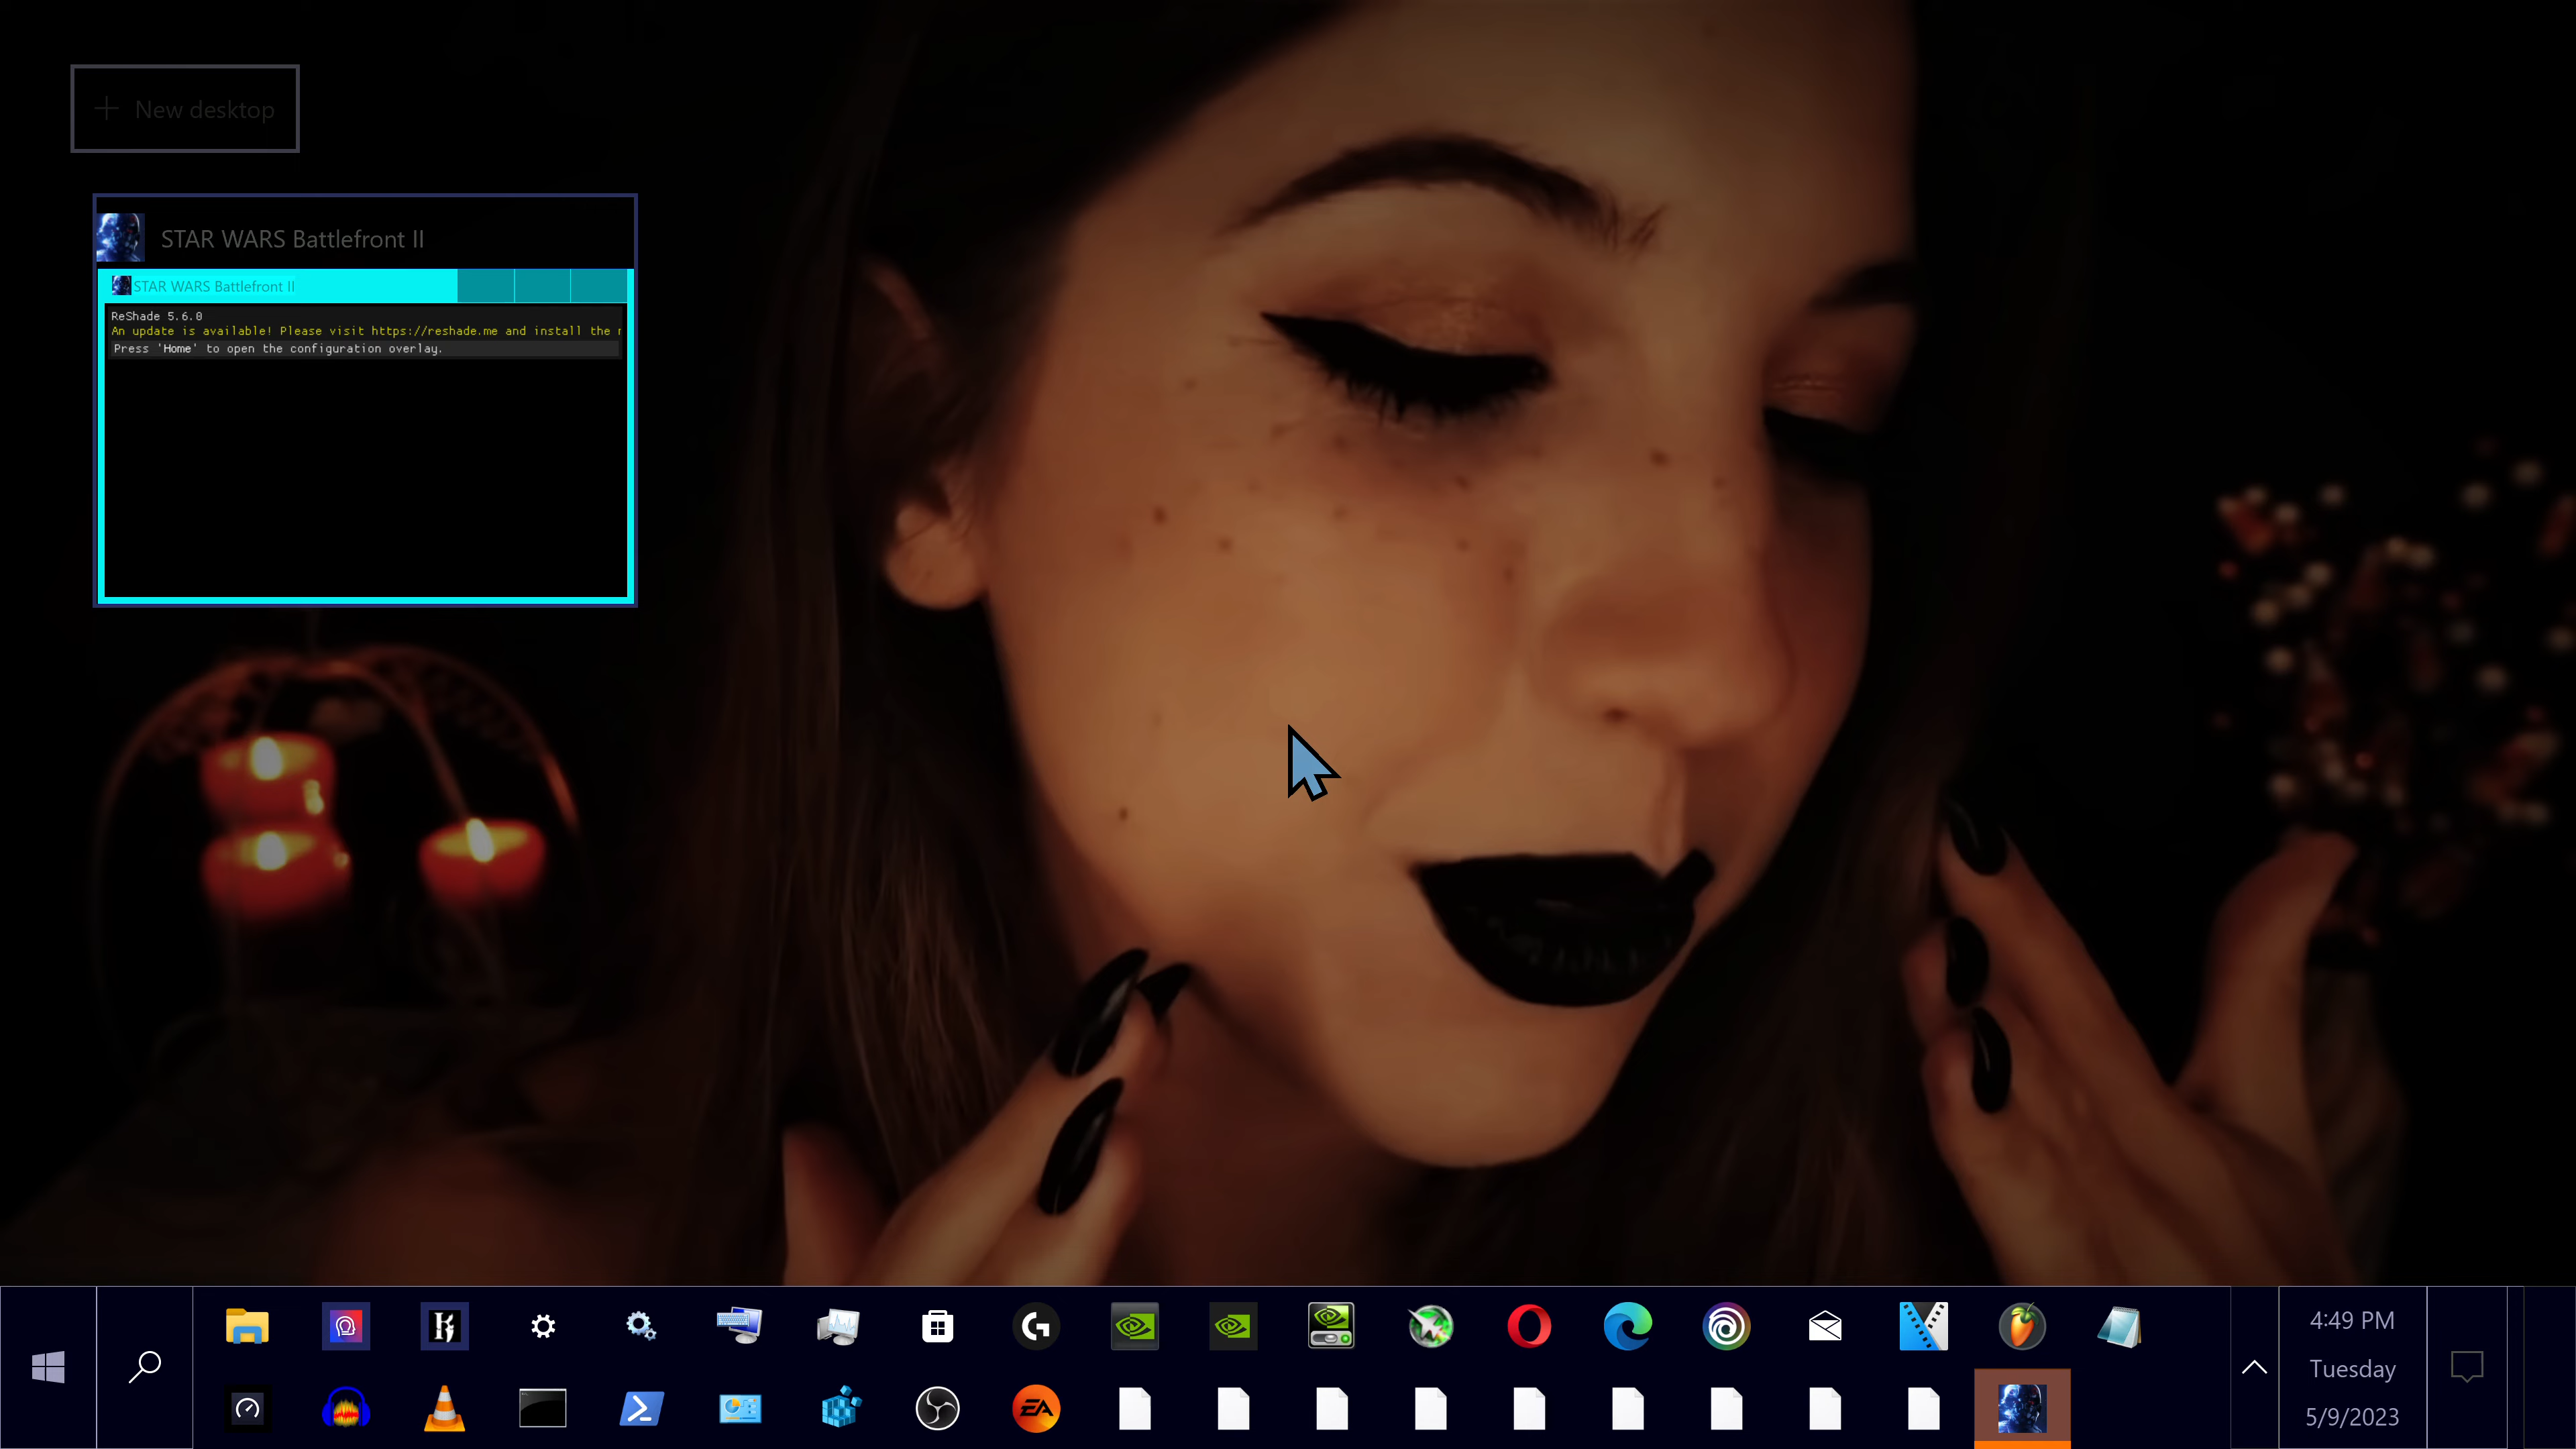 New desktop
STAR WARS Battlefront II
STAR WARS Battlefront II
ReShade 5.6.0
An update is available! Please visit https://reshade.me and install the
Press 'Home' to open the configuration overlay.
EA
4:49 PM
Tuesday
5/9/2023